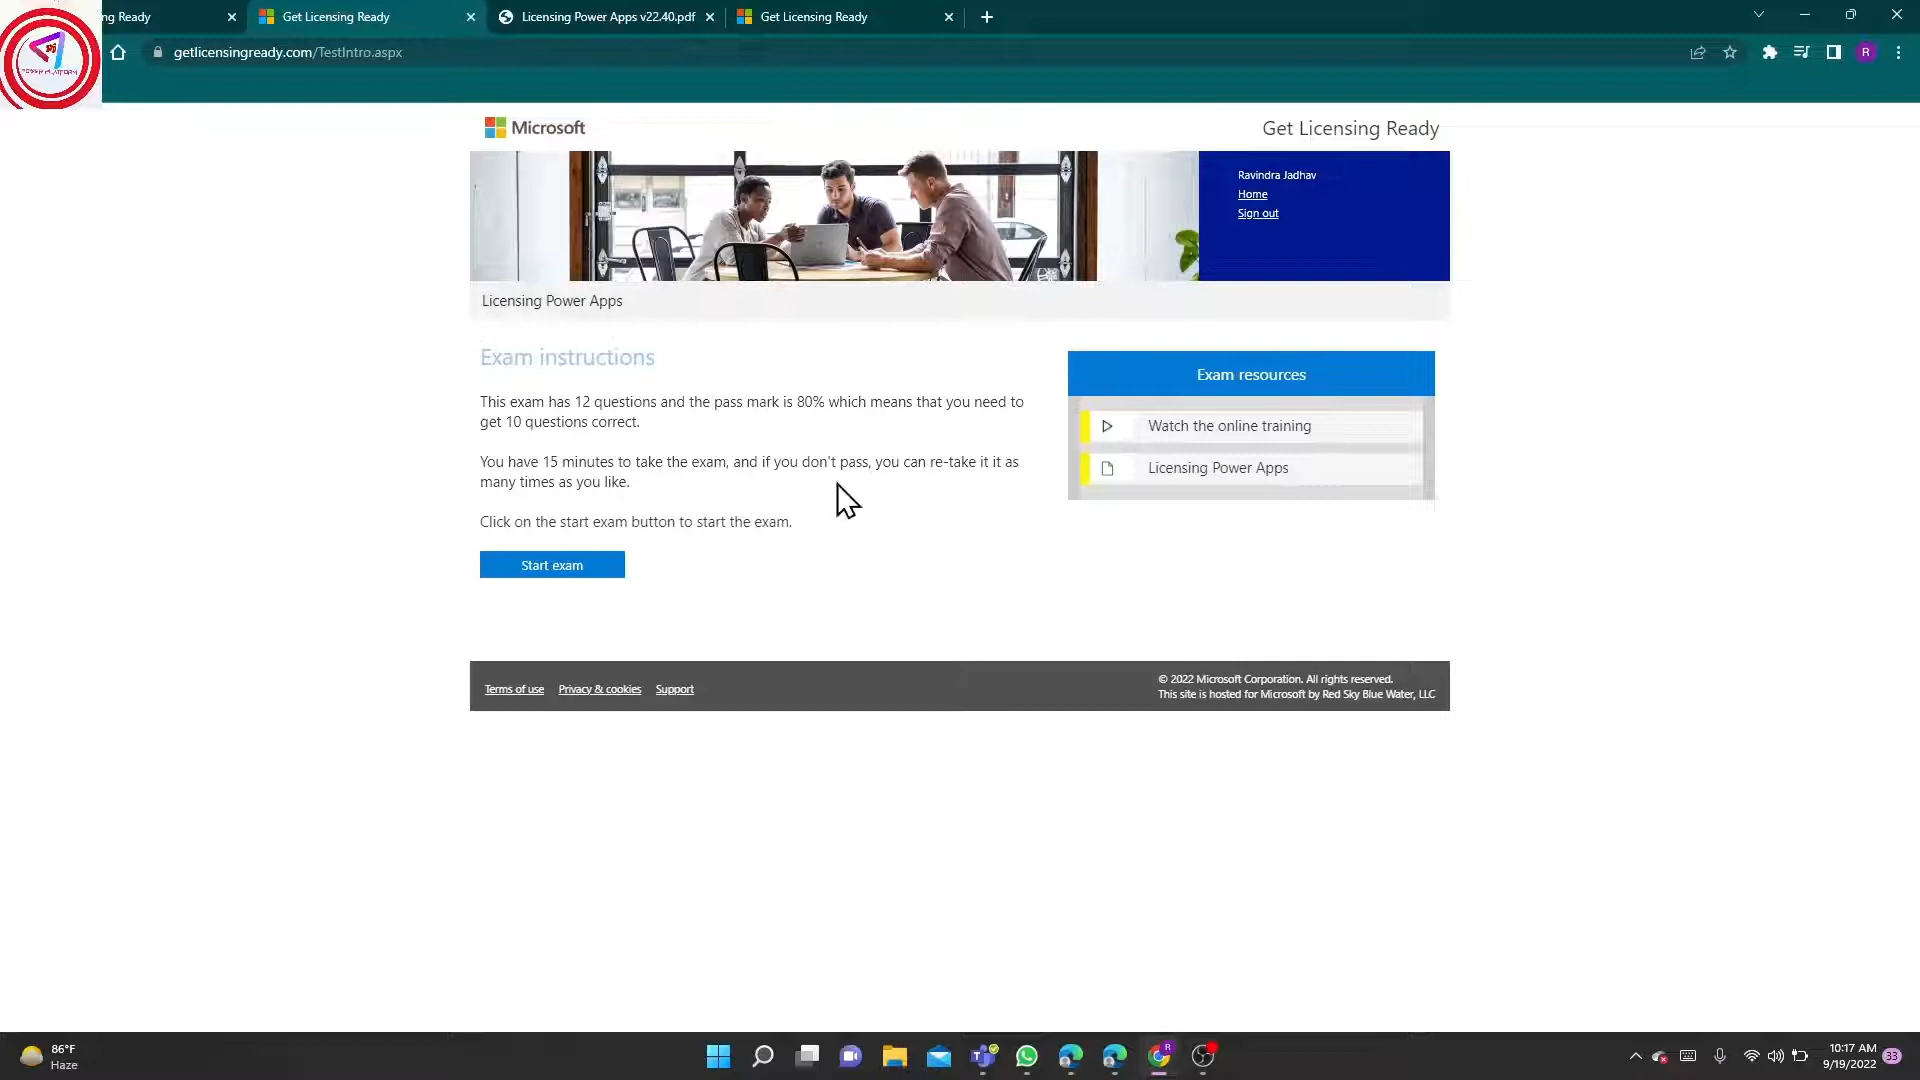 ng Ready
Get Licensing Ready
Licensing Power Apps v22.40.pdf
Get Licensing Ready
getlicensingready.com/TestIntro.aspx
R
POWER PLATFORM
Microsoft
Get Licensing Ready
Ravindra Jadhav
Home
Sign out
Licensing Power Apps
Exam instructions
This exam has 12 questions and the pass mark is 80% which means that you need to
get 10 questions correct.
You have 15 minutes to take the exam, and if you don't pass, you can re-take it it as
many times as you like.
Click on the start exam button to start the exam.
Start exam
Exam resources
Watch the online training
Licensing Power Apps
Terms of use Privacy & cookies Support
© 2022 Microsoft Corporation. All rights reserved.
This site is hosted for Microsoft by Red Sky Blue Water, LLC
86°F
Haze
R
10:17 AM
9/19/2022
33